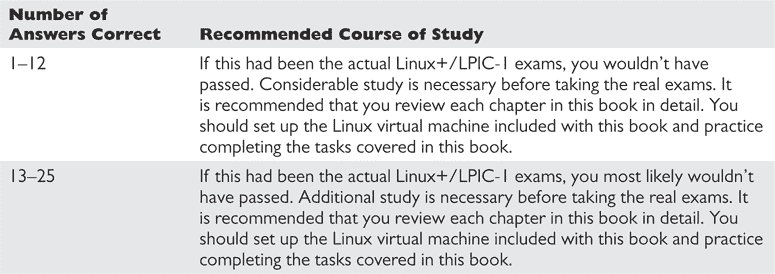 Number of
Answers Correct Recommended Course of Study
1–12 If this had been the actual Linux+/LPIC-1 exams, you wouldn't have
passed. Considerable study is necessary before taking the real exams. It
is recommended that you review each chapter in this book in detail. You
should set up the Linux virtual machine included with this book and practice
completing the tasks covered in this book.
13–25 If this had been the actual Linux+/LPIC-1 exams, you most likely wouldn't
have passed. Additional study is necessary before taking the real exams. It
is recommended that you review each chapter in this book in detail. You
should set up the Linux virtual machine included with this book and practice
completing the tasks covered in this book.